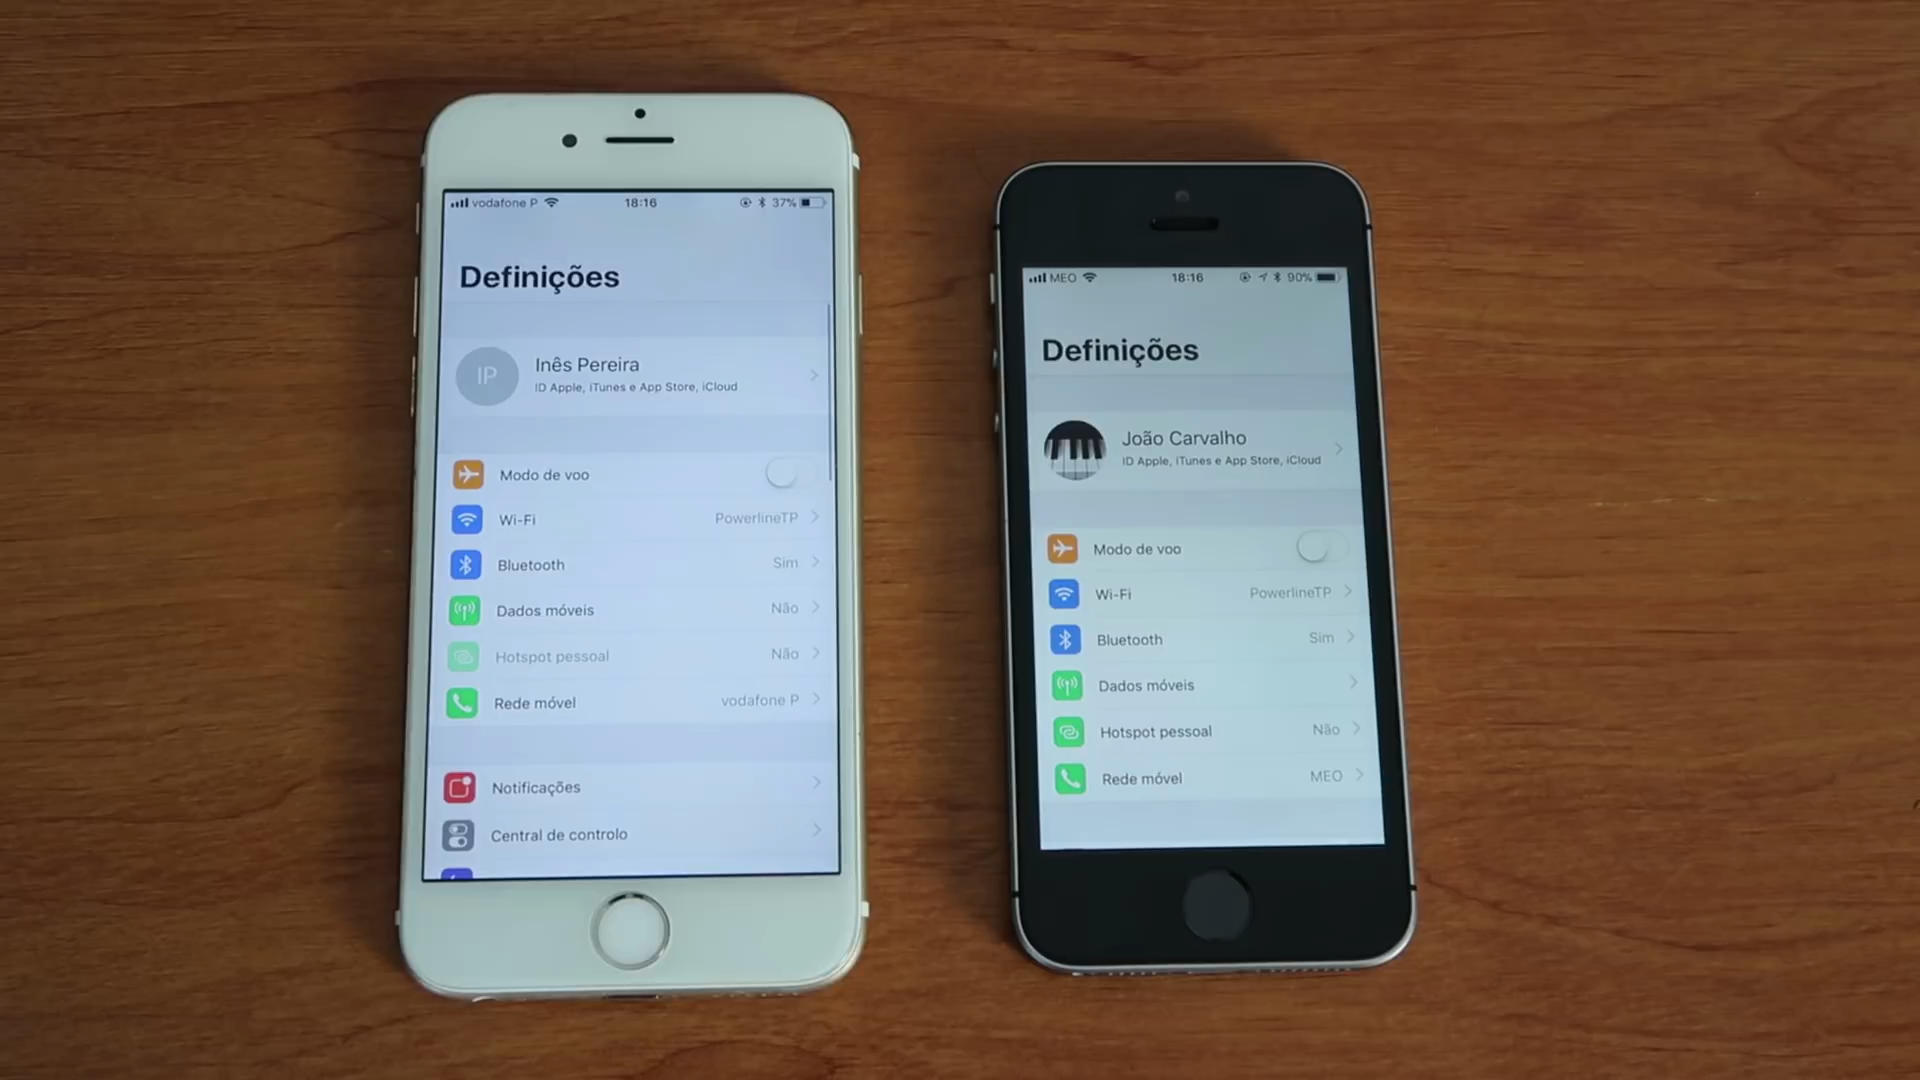 vodafone P 18:16 37%
Definições
IP
Inês Pereira
ID Apple, iTunes e App Store, iCloud
Modo de voo
Wi-Fi PowerlineTP
Bluetooth Sim
Dados móveis Não
Hotspot pessoal Não
Rede móvel vodafone P
Notificações
Central de controlo
MEO 18:16 90%
Definições
João Carvalho
ID Apple, iTunes e App Store, iCloud
Modo de voo
Wi-Fi PowerlineTP
Bluetooth Sim
Dados móveis
Hotspot pessoal Não
Rede móvel MEO